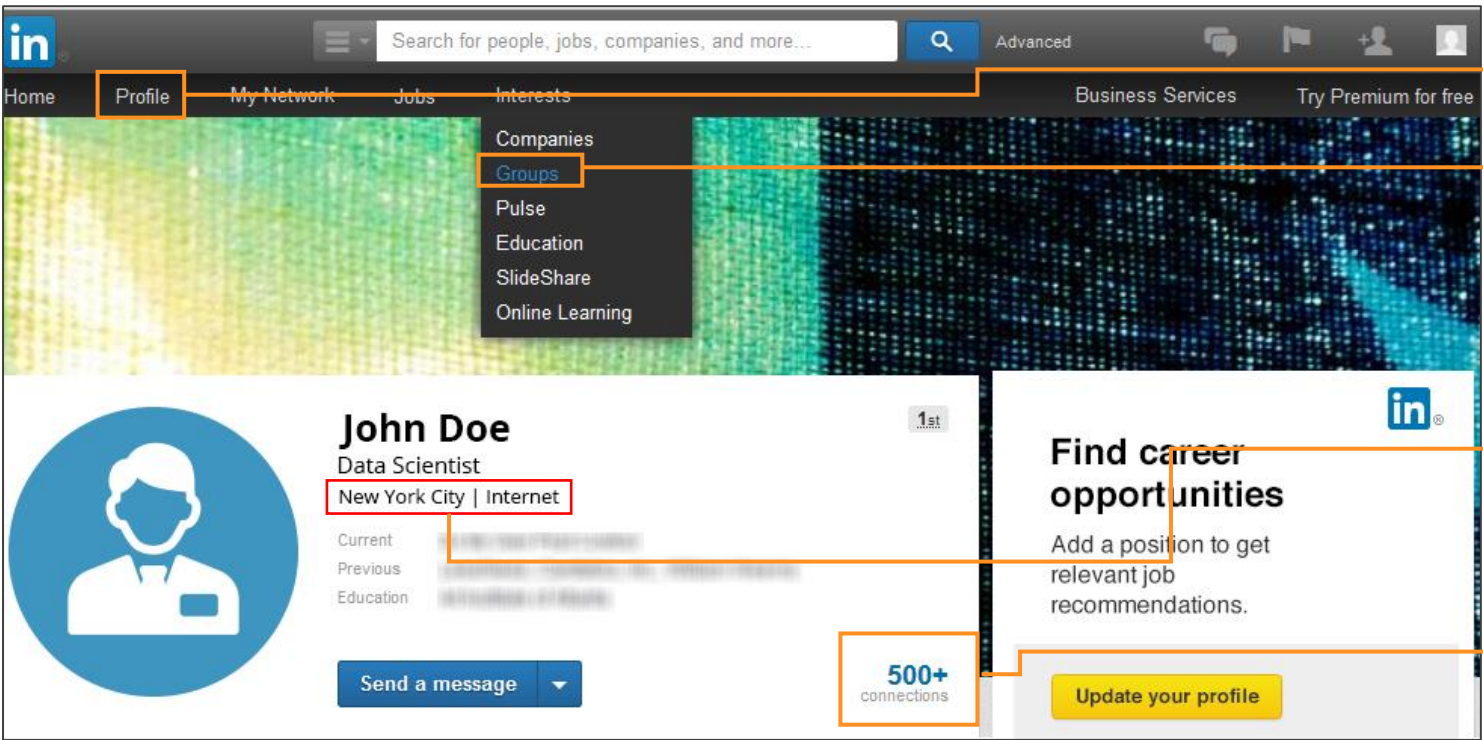 in®
Search for people, jobs, companies, and more...
Advanced
Home Profile My Network Jobs Interests Business Services Try Premium for free
Companies
Groups
Pulse
Education
SlideShare
Online Learning
John Doe
1st
Data Scientist
New York City | Internet
Current
Previous
Education
Send a message
500+
connections
in®
Find career
opportunities
Add a position to get
relevant job
recommendations.
Update your profile